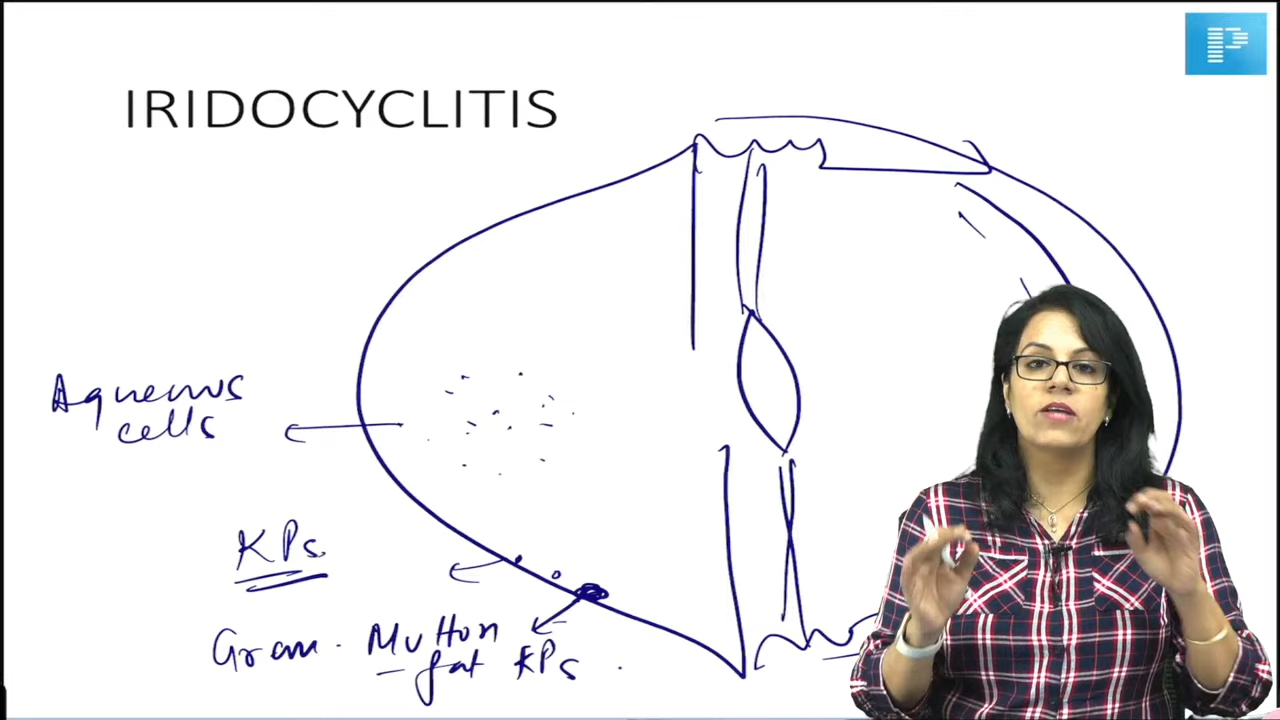 IRIDOCYCLITIS
P
Aqueous
cells
KPs
Gran. Mutton
fat KPs.